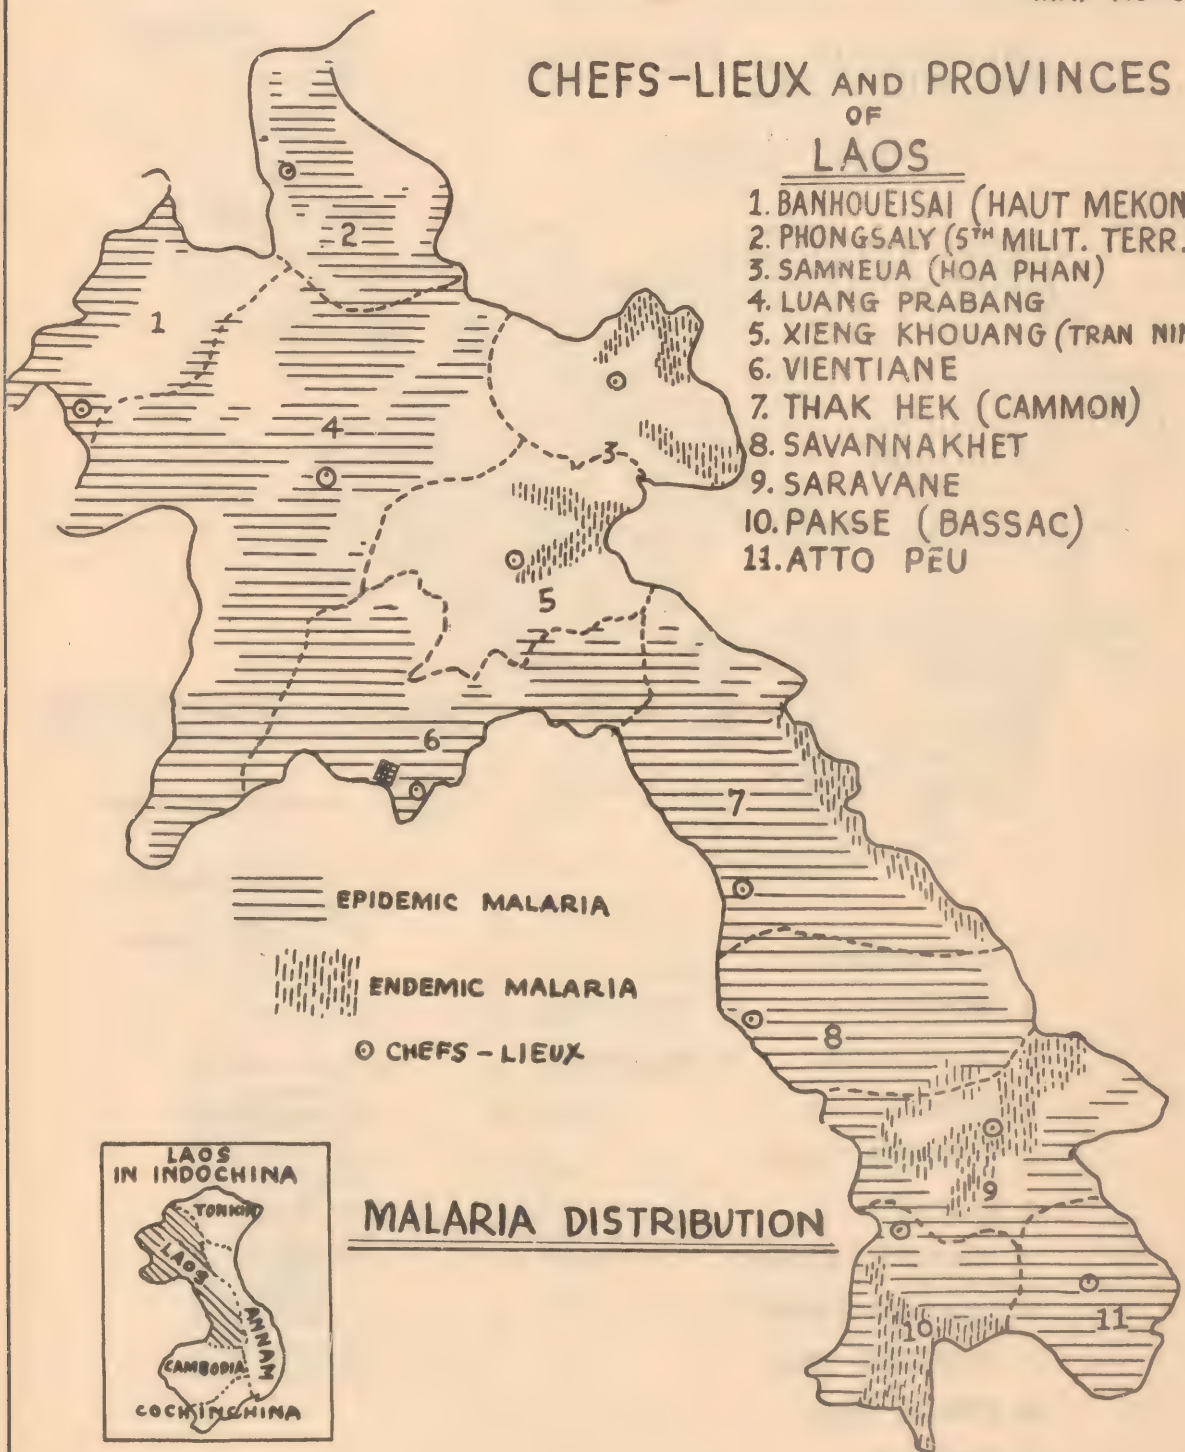 CHEFS-LIEUX AND PROVINCES
OF
LAOS
1. BANHOUEISAI (HAUT MEKON
2. PHONGSALY (5TH MILIT. TERR.
3. SAMNEUA (HOA PHAN)
4. LUANG PRABANG
5. XIENG KHOUANG (TRAN NIN
6. VIENTIANE
7. THAK HEK (CAMMON)
8. SAVANNAKHET
9. SARAVANE
10. PAKSE (BASSAC)
11. ATTO PEU
2
1
4
3
5
6
7
EPIDEMIC MALARIA
ENDEMIC MALARIA
CHEFS-LIEUX
8
9
10
11
LAOS
IN INDOCHINA
TONKIN
LAOS
ANNAM
CAMBODIA
COCHINCHINA
MALARIA DISTRIBUTION